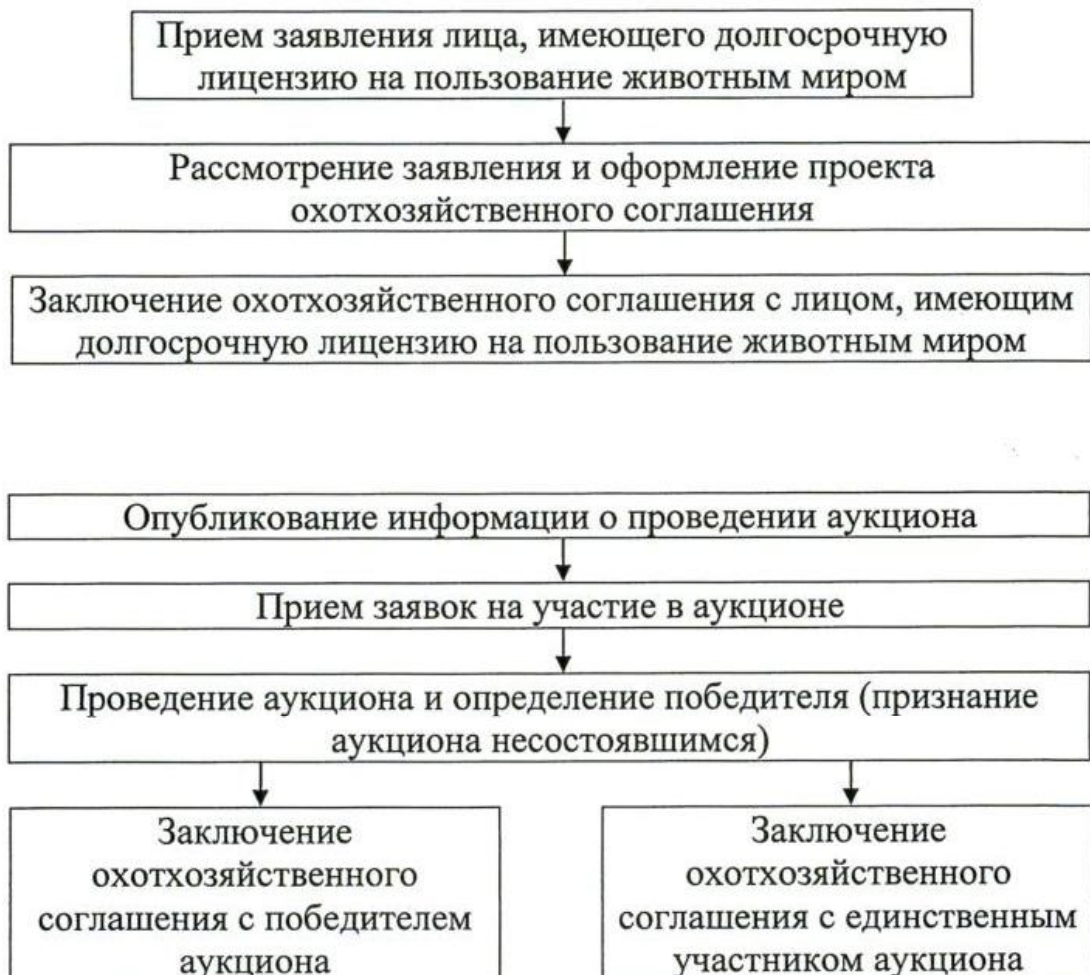 Прием заявления лица, имеющего долгосрочную
лицензию на пользование животным миром
Рассмотрение заявления и оформление проекта
охотхозяйственного соглашения
Заключение охотхозяйственного соглашения с лицом, имеющим
долгосрочную лицензию на пользование животным миром
Опубликование информации о проведении аукциона
Прием заявок на участие в аукционе
Проведение аукциона и определение победителя (признание
аукциона несостоявшимся)
Заключение
охотхозяйственного
соглашения с победителем
аукциона
Заключение
охотхозяйственного
соглашения с единственным
участником аукциона